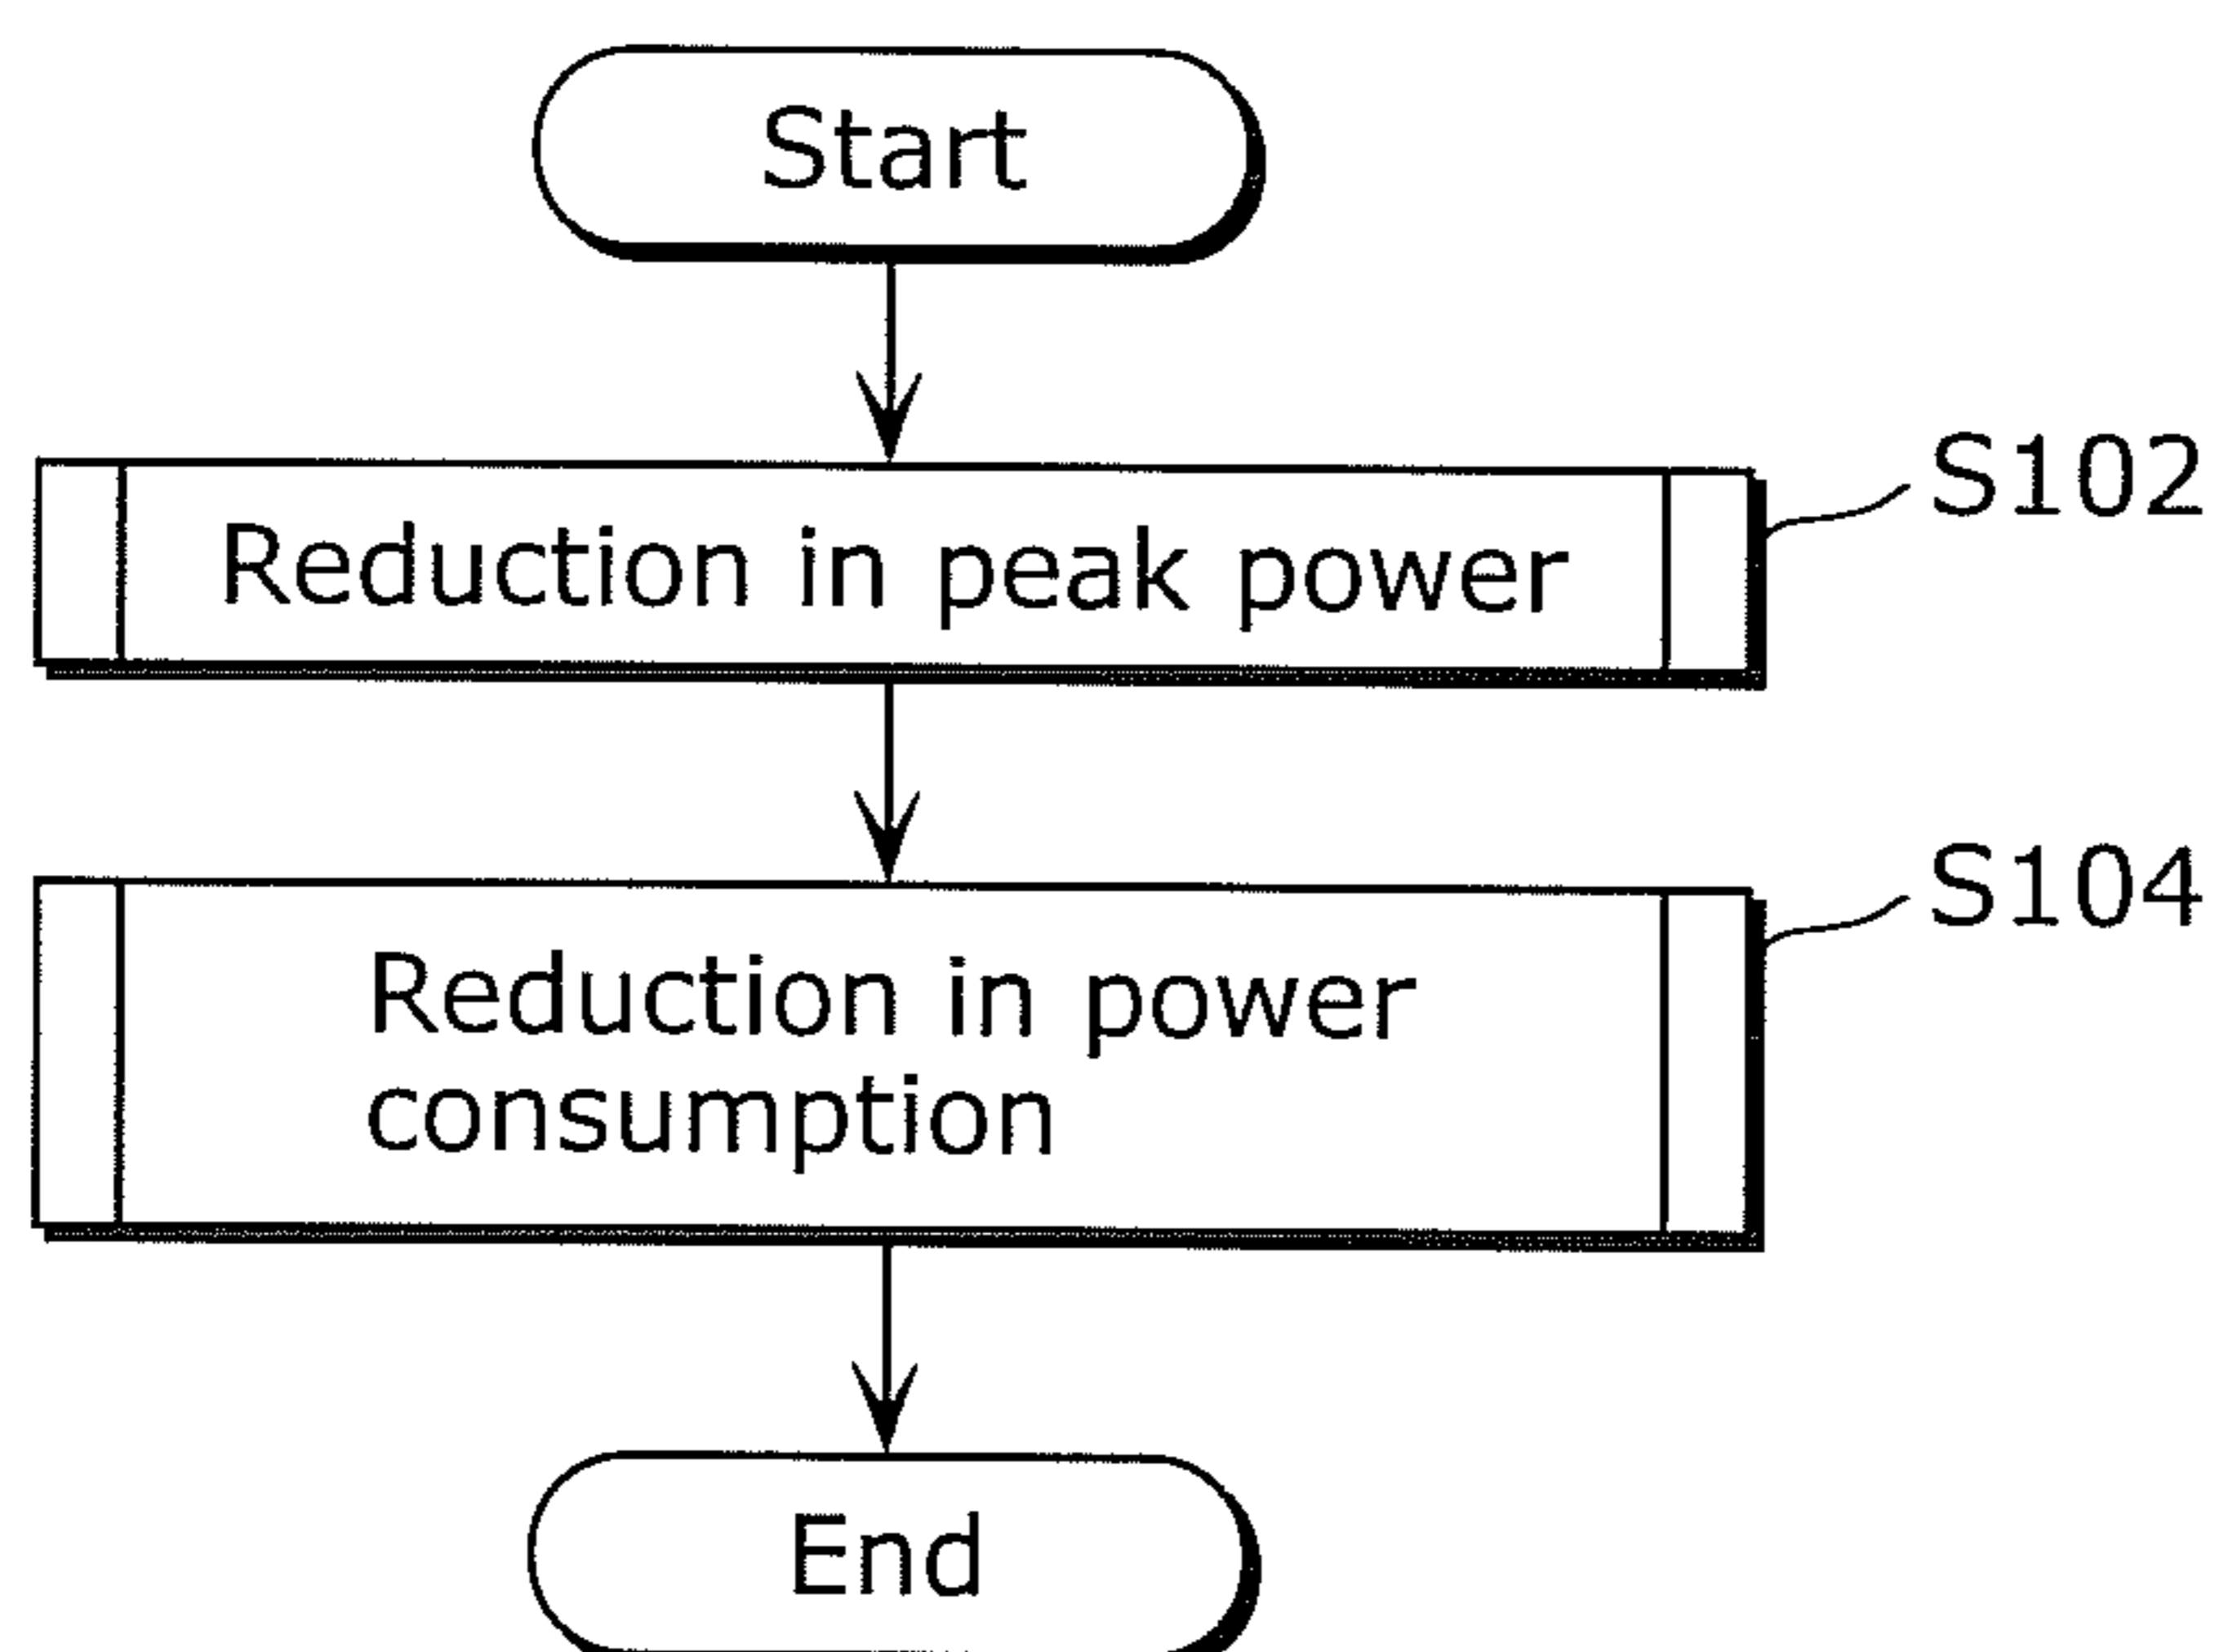 Start
S102
Reduction in peak power
S104
Reduction in power
consumption
End